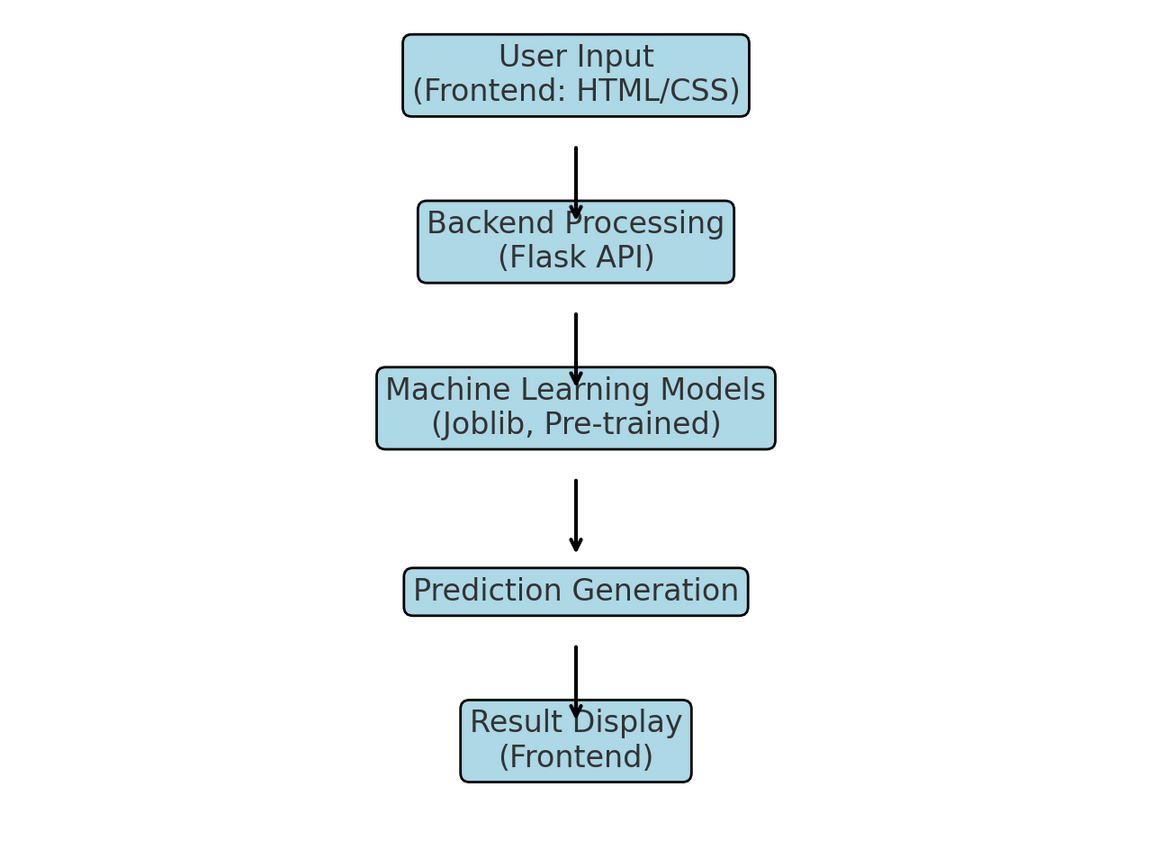 User Input
(Frontend: HTML/CSS)
Backend Processing
(Flask API)
Machine Learning Models
(Joblib, Pre-trained)
Prediction Generation
Result Display
(Frontend)